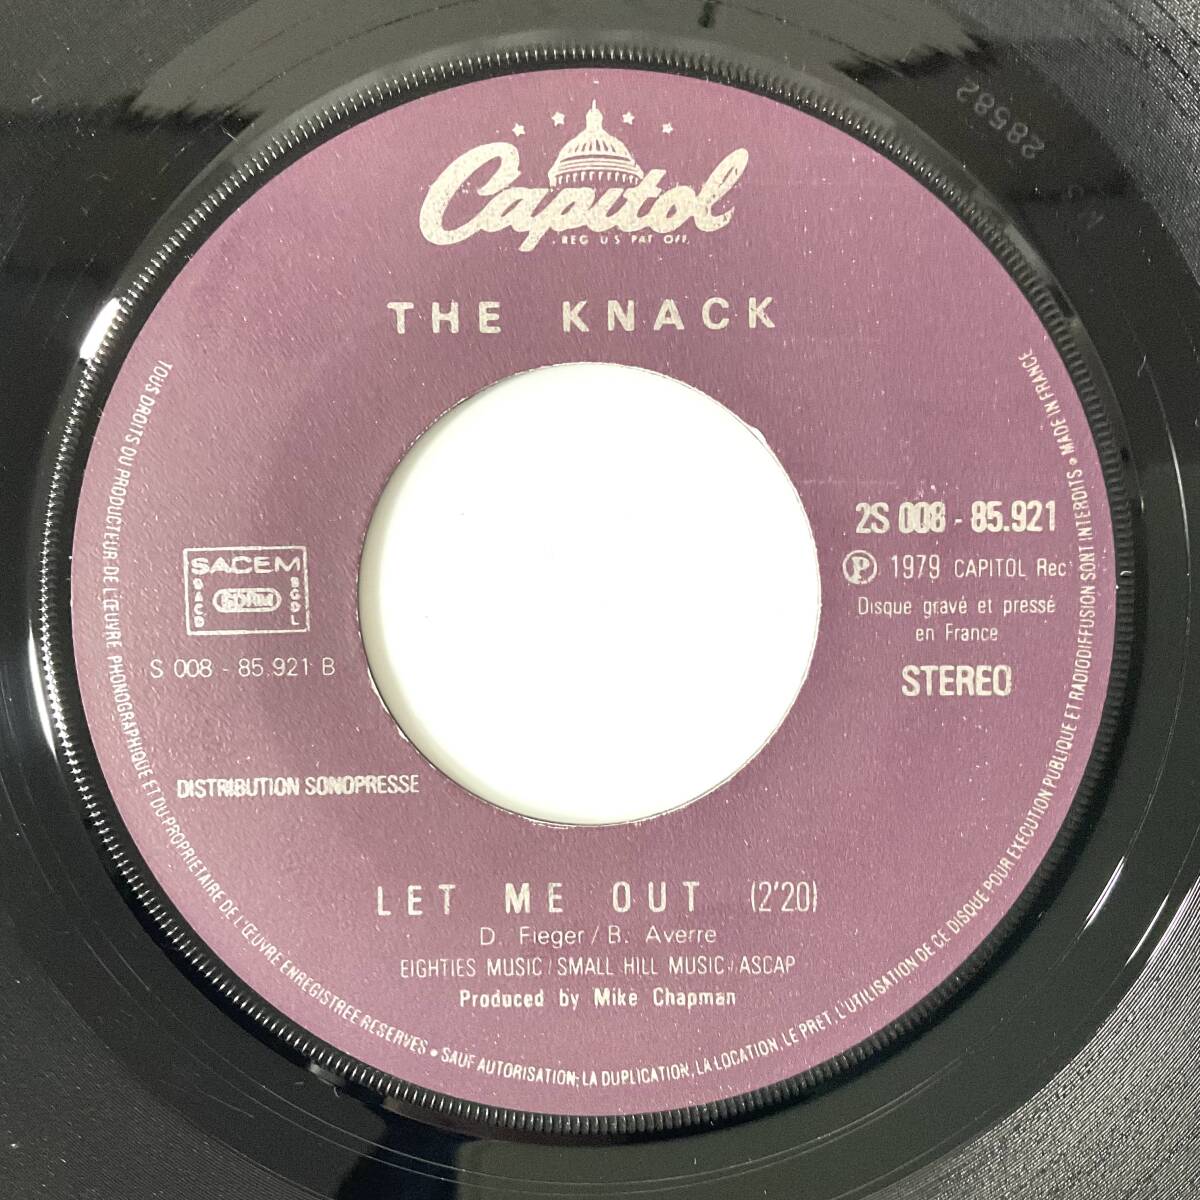 Capitol
REG U S PAT OFF.
THE KNACK
2S 008 - 85.921
Ⓟ 1979 CAPITOL Rec
Disque gravé et pressé
en France
STEREO
SACEM
SACD
SDRM
SGDL
S 008 - 85.921 B
DISTRIBUTION SONOPRESSE
LET ME OUT (2'20)
D. Fieger / B. Averre
EIGHTIES MUSIC / SMALL HILL MUSIC / ASCAP
Produced by Mike Chapman
TOUS DROITS DU PRODUCTEUR DE L'ŒUVRE PHONOGRAPHIQUE ET DU PROPRIETAIRE DE L'ŒUVRE ENREGISTREE RESERVES • SAUF AUTORISATION, LA DUPLICATION, LA LOCATION, LE PRET, L'UTILISATION DE CE DISQUE POUR EXECUTION PUBLIQUE ET RADIODIFFUSION SONT INTERDITS • MADE IN FRANCE
28582